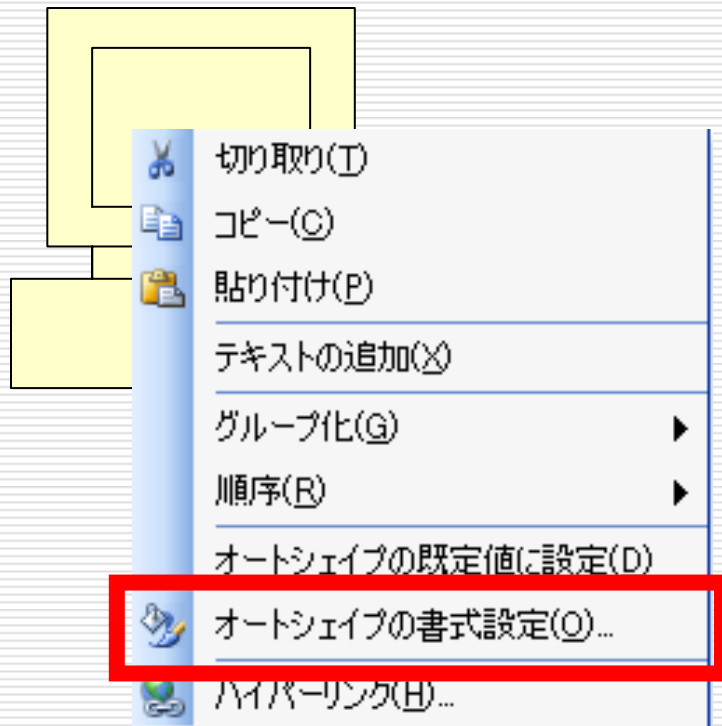 切り取り(T)
コピー(C)
貼り付け(P)
テキストの追加(X)
グループ化(G)
順序(R)
オートシェイプの既定値に設定(D)
オートシェイプの書式設定(O)...
ハイパーリンク(H)...